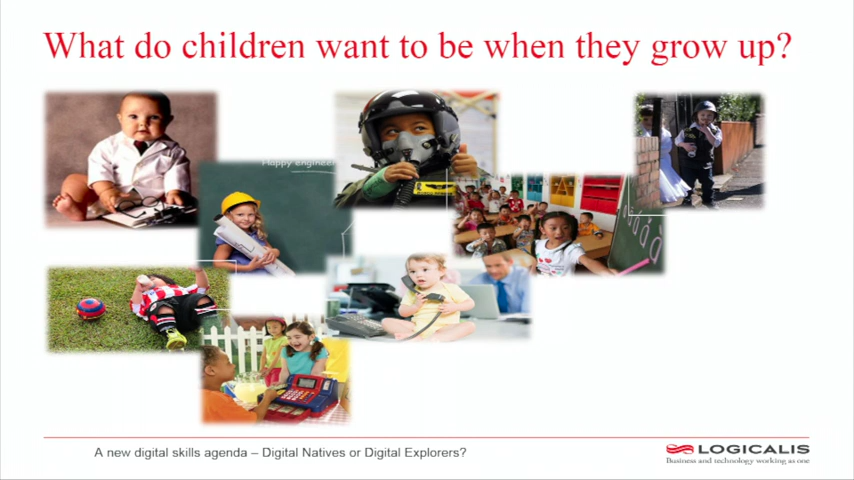 What do children want to be when they grow up?
Happy engineer
A new digital skills agenda – Digital Natives or Digital Explorers?
LOGICALIS
Business and technology working as one